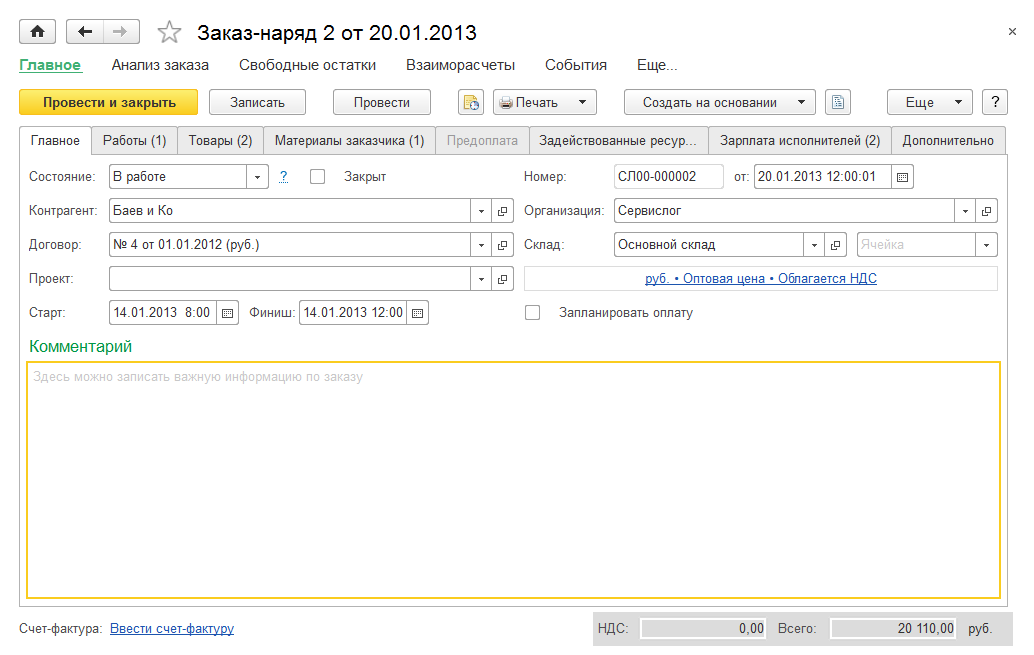 Заказ-наряд 2 от 20.01.2013
Главное Анализ заказа Свободные остатки Взаиморасчеты События Еще...
Провести и закрыть Записать Провести Печать Создать на основании Еще ?
Главное Работы (1) Товары (2) Материалы заказчика (1) Предоплата Задействованные ресур... Зарплата исполнителей (2) Дополнительно
Состояние: В работе ? Закрыт Номер: СЛ00-000002 от: 20.01.2013 12:00:01
Контрагент: Баев и Ко Организация: Сервислог
Договор: № 4 от 01.01.2012 (руб.) Склад: Основной склад Ячейка
Проект: руб. • Оптовая цена • Облагается НДС
Старт: 14.01.2013 8:00 Финиш: 14.01.2013 12:00 Запланировать оплату
Комментарий
Здесь можно записать важную информацию по заказу
Счет-фактура: Ввести счет-фактуру НДС: 0,00 Всего: 20 110,00 руб.